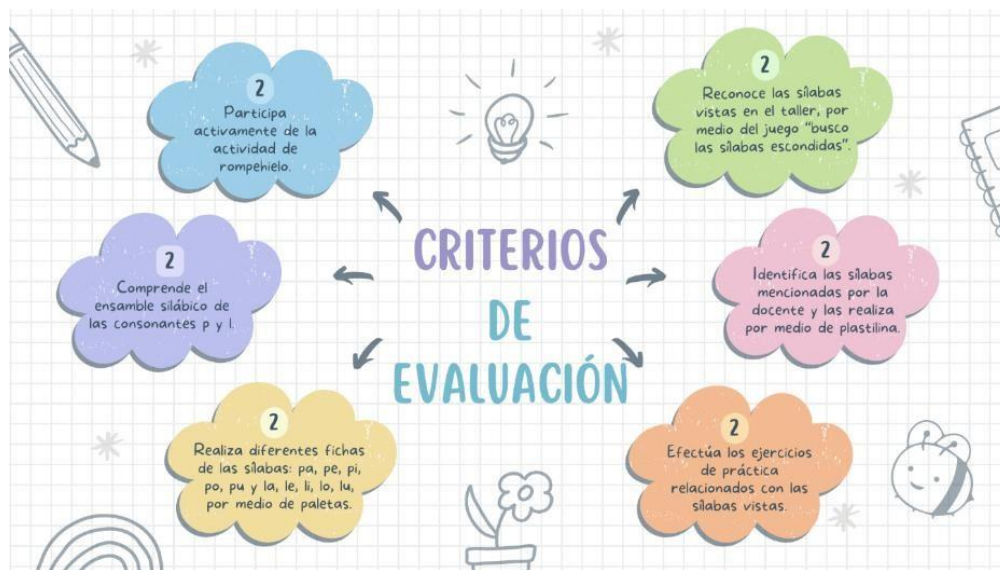 CRITERIOS
DE
EVALUACIÓN
2
Participa
activamente de la
actividad de
rompehielo.
2
Comprende el
ensamble silábico de
las consonantes p y l.
2
Realiza diferentes fichas
de las sílabas: pa, pe, pi,
po, pu y la, le, li, lo, lu,
por medio de paletas.
2
Reconoce las sílabas
vistas en el taller, por
medio del juego “busco
las sílabas escondidas”.
2
Identifica las sílabas
mencionadas por la
docente y las realiza
por medio de plastilina.
2
Efectúa los ejercicios
de práctica
relacionados con las
sílabas vistas.